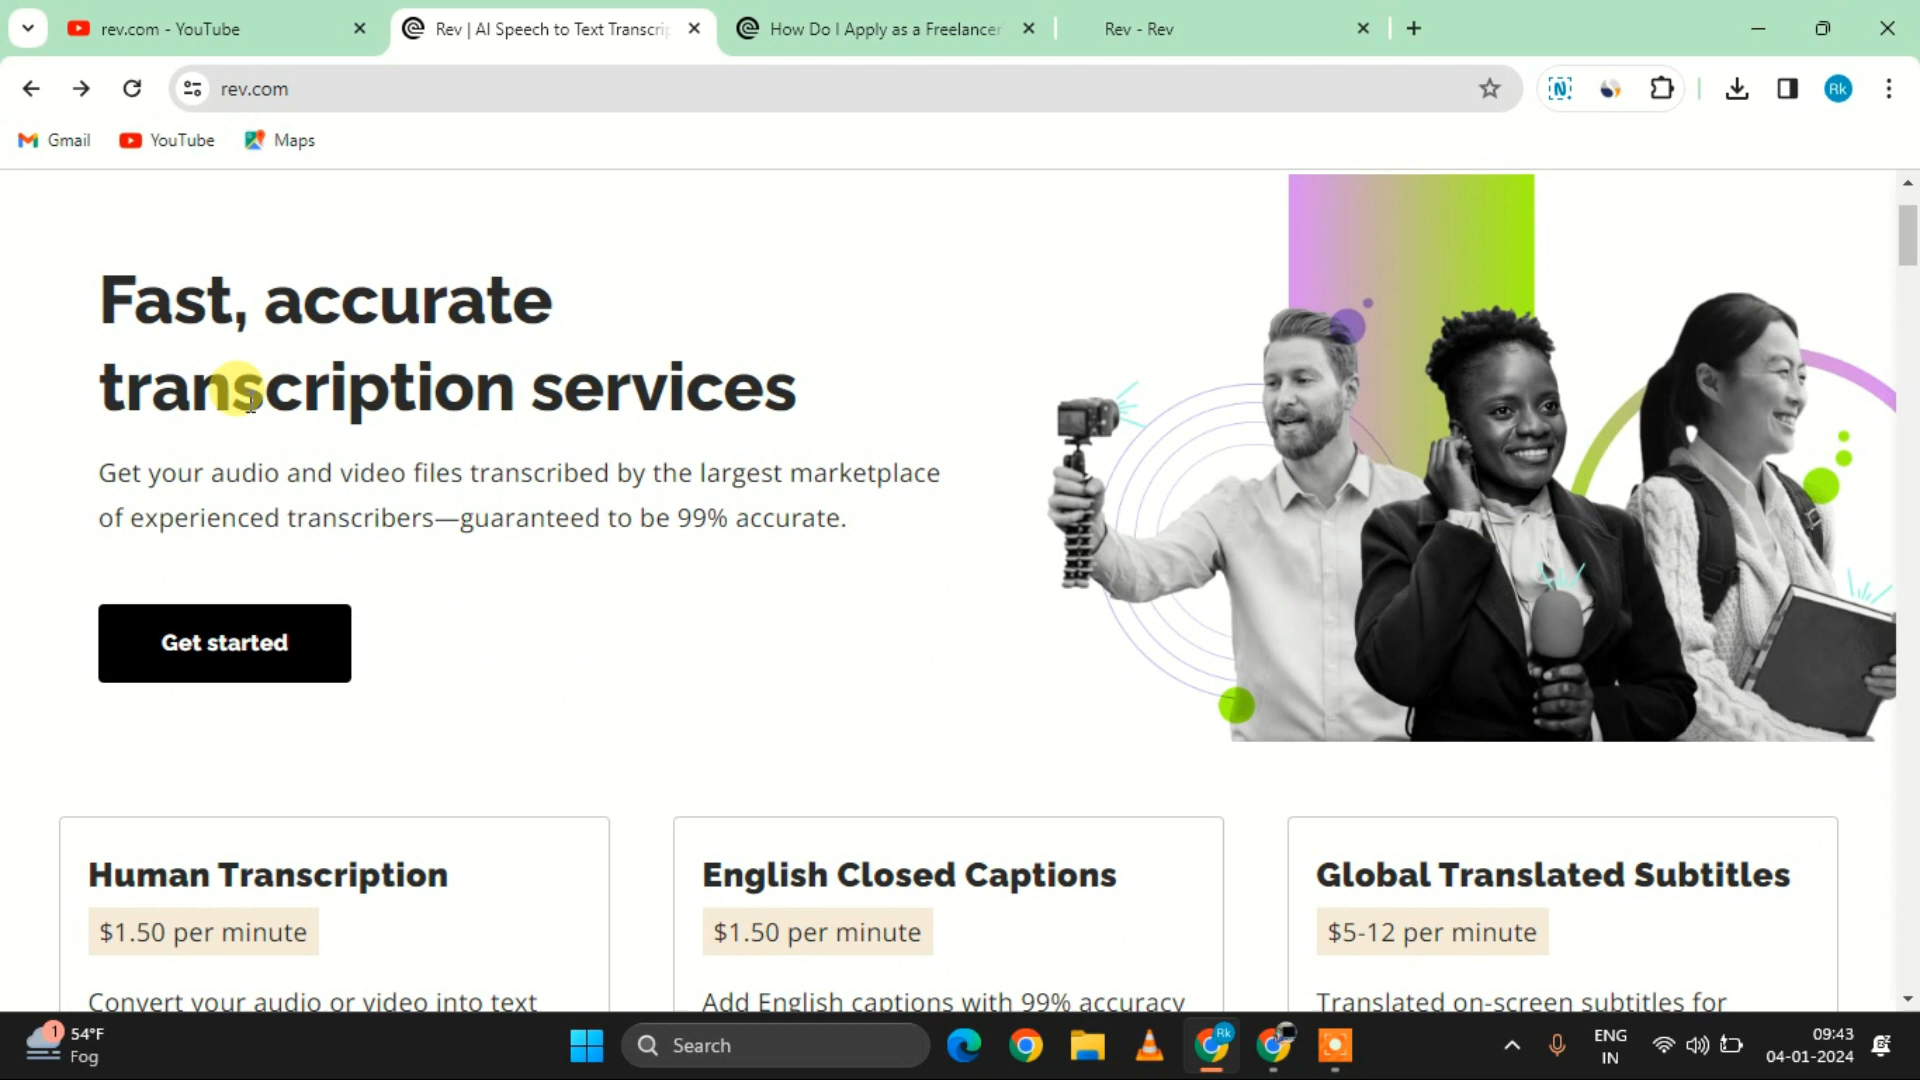 rev.com - YouTube
Rev | AI Speech to Text Transcrip
How Do I Apply as a Freelancer
Rev - Rev
rev.com
Rk
Gmail
YouTube
Maps
Fast, accurate
transcription services
Get your audio and video files transcribed by the largest marketplace
of experienced transcribers—guaranteed to be 99% accurate.
Get started
Human Transcription
$1.50 per minute
Convert your audio or video into text
English Closed Captions
$1.50 per minute
Add English captions with 99% accuracy
Global Translated Subtitles
$5-12 per minute
Translated on-screen subtitles for
1
54°F
Fog
Search
Rk
ENG
IN
09:43
04-01-2024